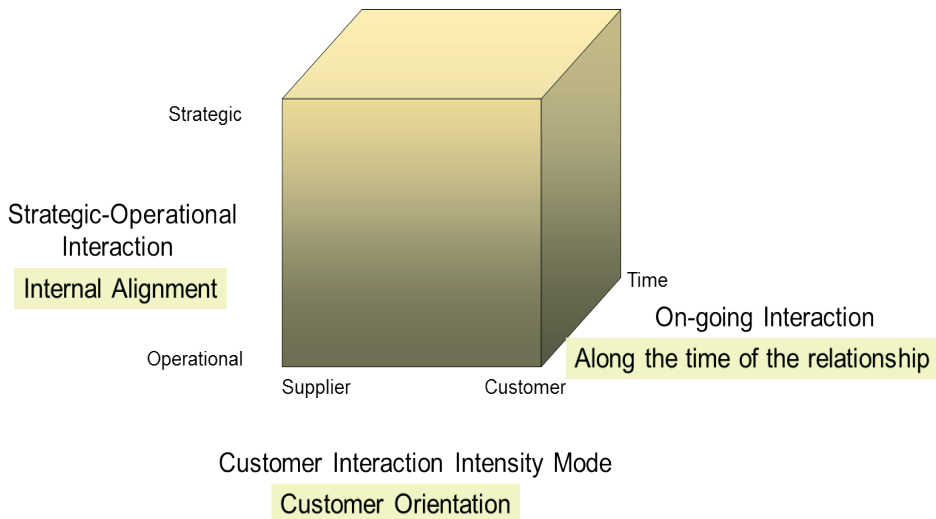 Strategic
Strategic-Operational
Interaction
Internal Alignment
Time
On-going Interaction
Along the time of the relationship
Operational
Supplier
Customer
Customer Interaction Intensity Mode
Customer Orientation